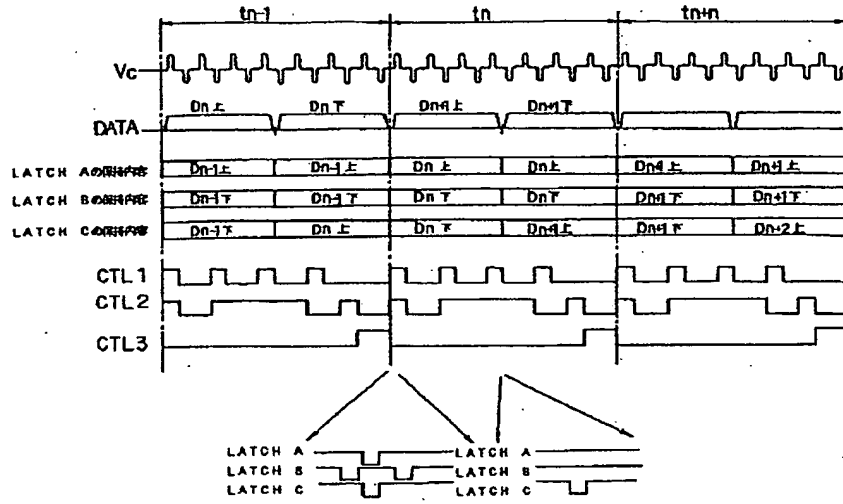 tn-1 tn tn+n
Vc
Dn上 Dn下 Dn+1上 Dn+1下
DATA
LATCH Aの保持内容 Dn-1上 Dn-1上 Dn上 Dn上 Dn+1上 Dn+1上
LATCH Bの保持内容 Dn-1下 Dn-1下 Dn下 Dn下 Dn+1下 Dn+1下
LATCH Cの保持内容 Dn-1下 Dn上 Dn下 Dn+1上 Dn+1下 Dn+2上
CTL1
CTL2
CTL3
LATCH A LATCH A
LATCH B LATCH B
LATCH C LATCH C